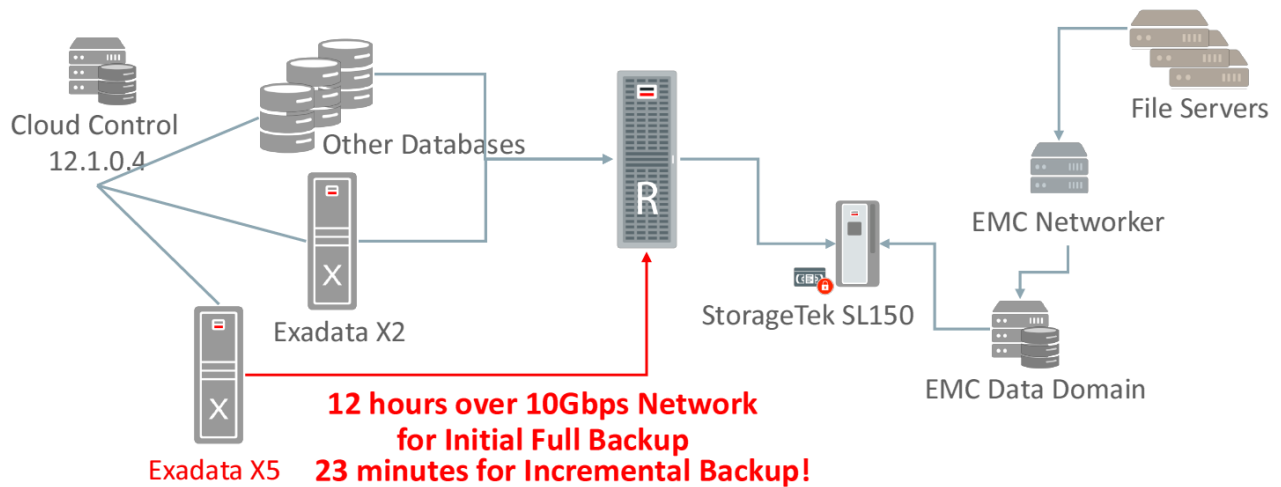 Cloud Control
12.1.0.4
Other Databases
R
File Servers
EMC Networker
X
StorageTek SL150
Exadata X2
EMC Data Domain
X
12 hours over 10Gbps Network
for Initial Full Backup
Exadata X5
23 minutes for Incremental Backup!